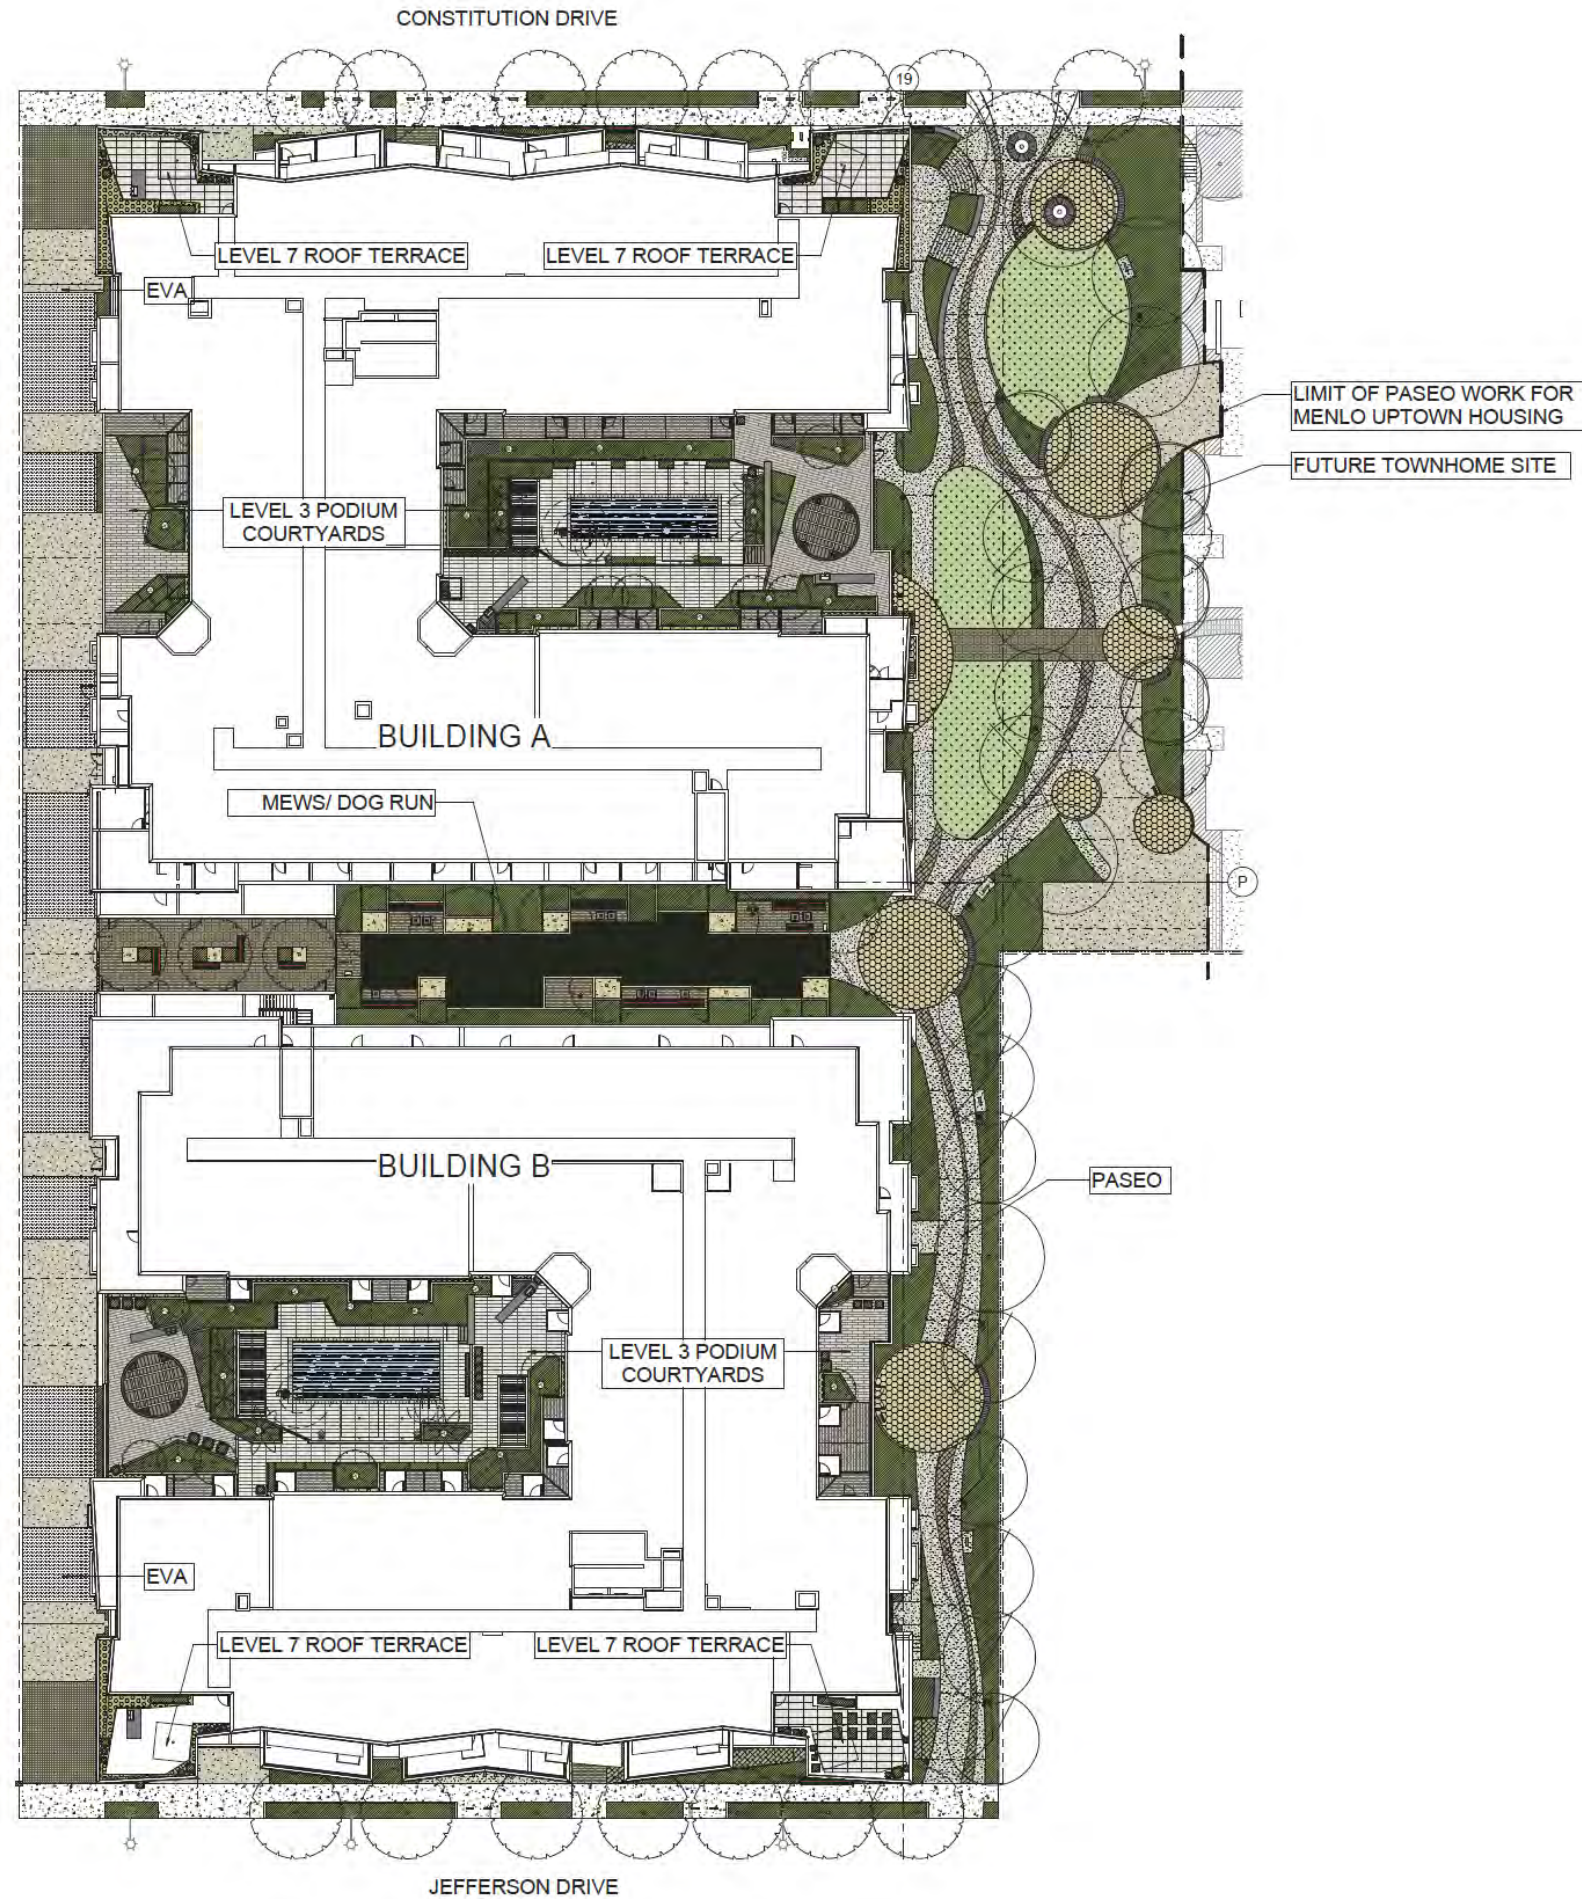 CONSTITUTION DRIVE
19
LEVEL 7 ROOF TERRACE
LEVEL 7 ROOF TERRACE
EVA
LIMIT OF PASEO WORK FOR
MENLO UPTOWN HOUSING
FUTURE TOWNHOME SITE
LEVEL 3 PODIUM
COURTYARDS
BUILDING A
MEWS/ DOG RUN
P
BUILDING B
PASEO
LEVEL 3 PODIUM
COURTYARDS
EVA
LEVEL 7 ROOF TERRACE
LEVEL 7 ROOF TERRACE
JEFFERSON DRIVE